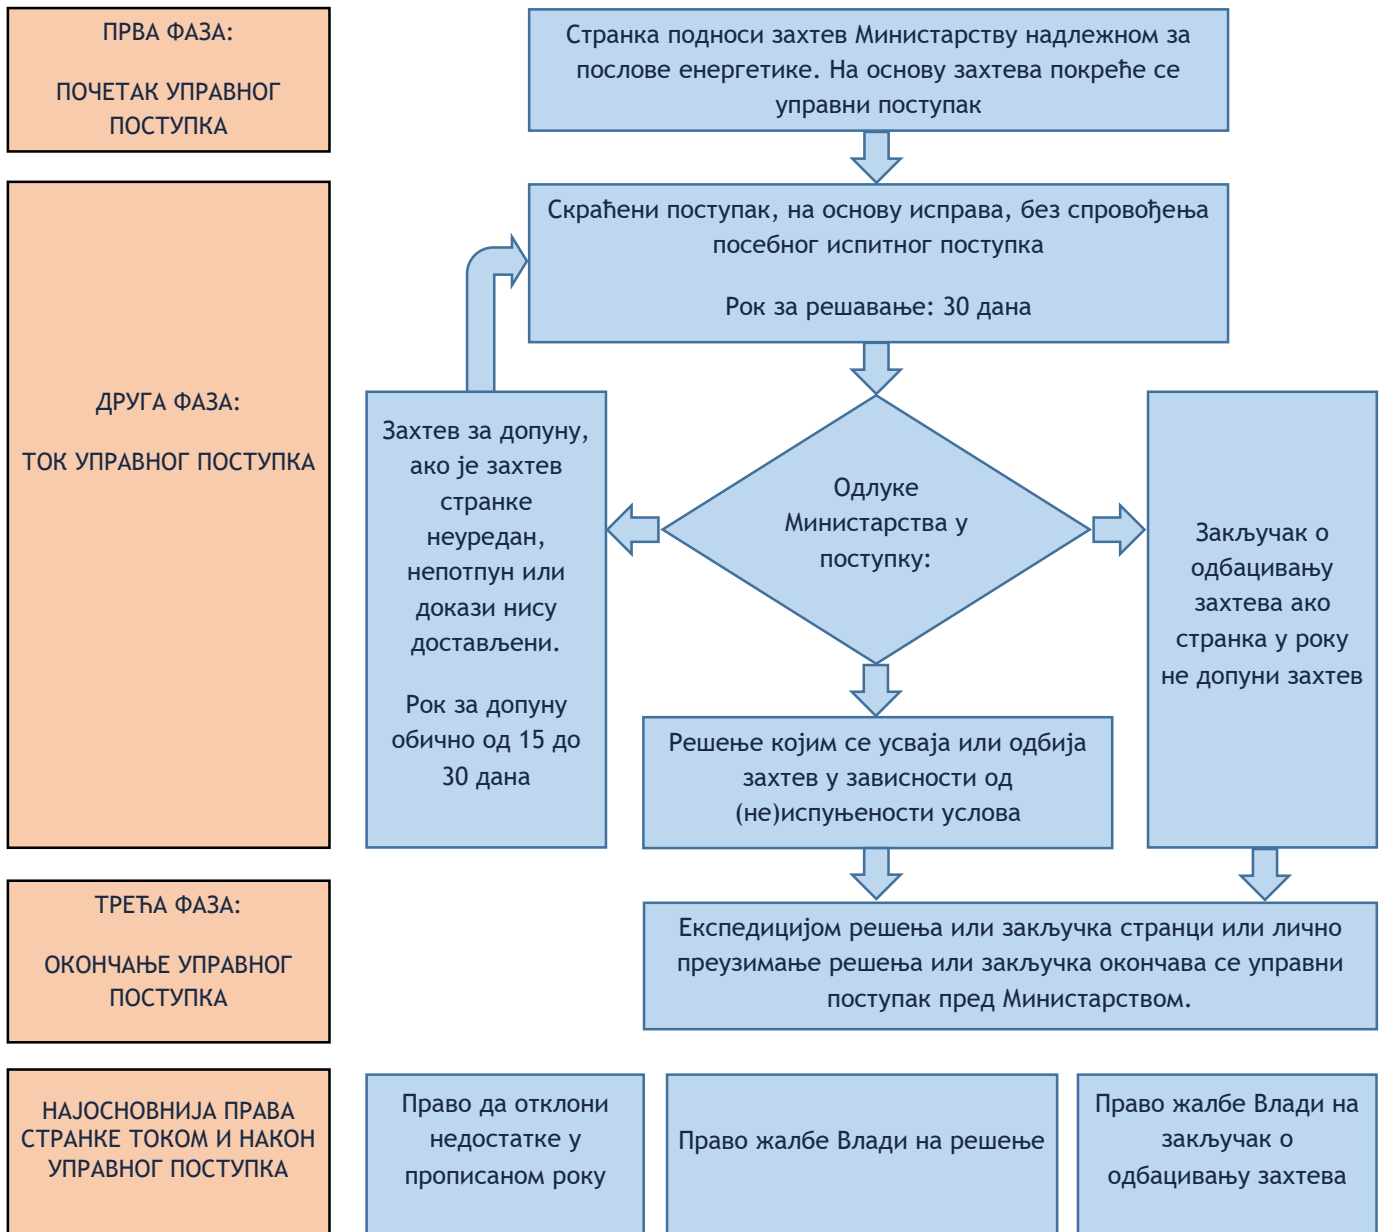 ПРВА ФАЗА:
ПОЧЕТАК УПРАВНОГ
ПОСТУПКА
Странка подноси захтев Министарству надлежном за
послове енергетике. На основу захтева покреће се
управни поступак
ДРУГА ФАЗА:
ТОК УПРАВНОГ ПОСТУПКА
Скраћени поступак, на основу исправа, без спровођења
посебног испитног поступка
Рок за решавање: 30 дана
Захтев за допуну,
ако је захтев
странке
неуредан,
непотпун или
докази нису
достављени.
Рок за допуну
обично од 15 до
30 дана
Одлуке
Министарства у
поступку:
Закључак о
одбацивању
захтева ако
странка у року
не допуни захтев
Решење којим се усваја или одбија
захтев у зависности од
(не)испуњености услова
ТРЕЋА ФАЗА:
ОКОНЧАЊЕ УПРАВНОГ
ПОСТУПКА
Експедицијом решења или закључка странци или лично
преузимање решења или закључка окончава се управни
поступак пред Министарством.
НАЈОСНОВНИЈА ПРАВА
СТРАНКЕ ТОКОМ И НАКОН
УПРАВНОГ ПОСТУПКА
Право да отклони
недостатке у
прописаном року
Право жалбе Влади на решење
Право жалбе Влади на
закључак о
одбацивању захтева